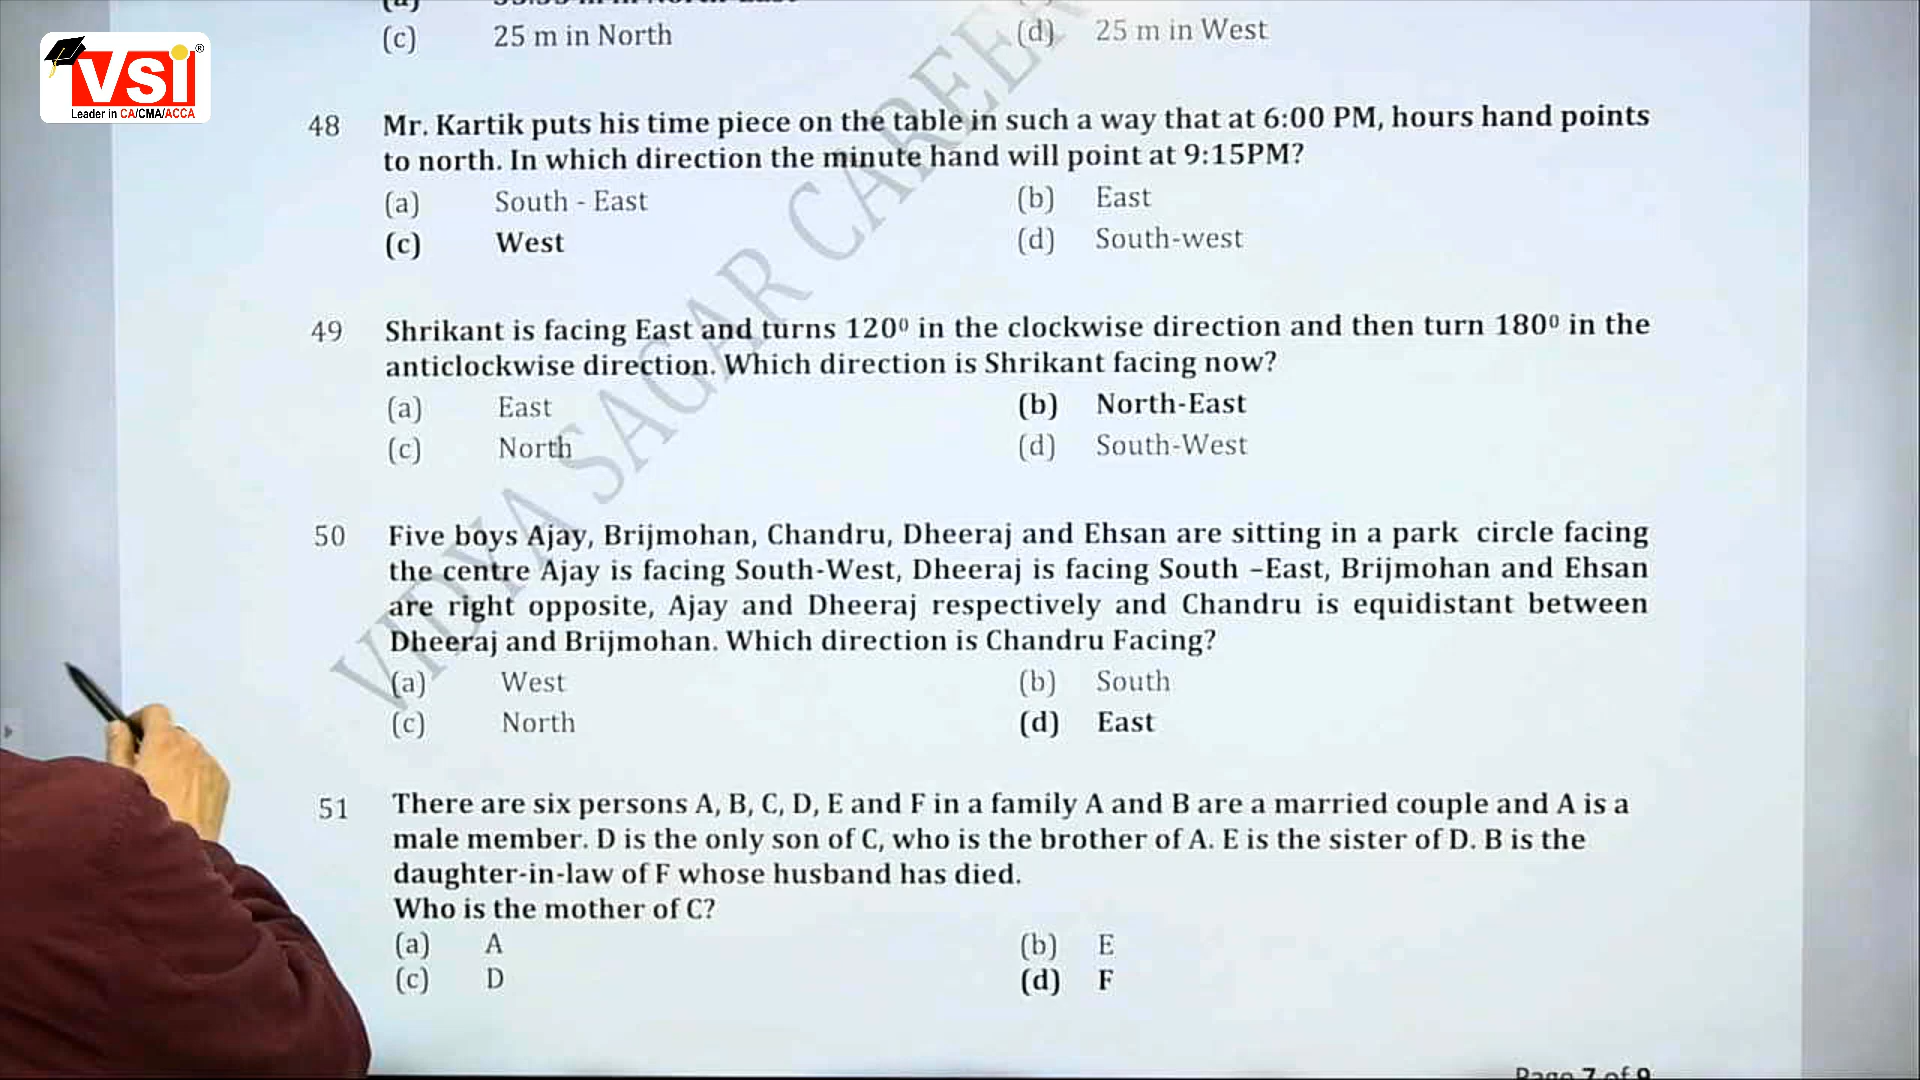 (c) 25 m in North (d) 25 m in West
VSI®
Leader in CA/CMA/ACCA
48 Mr. Kartik puts his time piece on the table in such a way that at 6:00 PM, hours hand points
to north. In which direction the minute hand will point at 9:15PM?
(a) South - East (b) East
(c) West (d) South-west
49 Shrikant is facing East and turns 120⁰ in the clockwise direction and then turn 180⁰ in the
anticlockwise direction. Which direction is Shrikant facing now?
(a) East (b) North-East
(c) North (d) South-West
50 Five boys Ajay, Brijmohan, Chandru, Dheeraj and Ehsan are sitting in a park circle facing
the centre Ajay is facing South-West, Dheeraj is facing South –East, Brijmohan and Ehsan
are right opposite, Ajay and Dheeraj respectively and Chandru is equidistant between
Dheeraj and Brijmohan. Which direction is Chandru Facing?
(a) West (b) South
(c) North (d) East
51 There are six persons A, B, C, D, E and F in a family A and B are a married couple and A is a
male member. D is the only son of C, who is the brother of A. E is the sister of D. B is the
daughter-in-law of F whose husband has died.
Who is the mother of C?
(a) A (b) E
(c) D (d) F
Page 7 of 9
VIDYA SAGAR CAREER